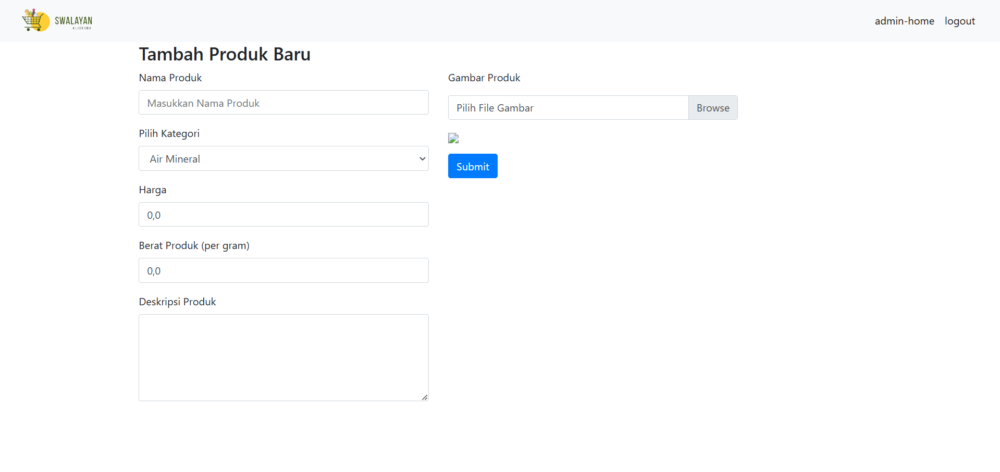 SWALAYAN
admin-home
logout
Tambah Produk Baru
Nama Produk
Masukkan Nama Produk
Pilih Kategori
Air Mineral
Harga
0,0
Berat Produk (per gram)
0,0
Deskripsi Produk
Gambar Produk
Pilih File Gambar
Browse
Submit